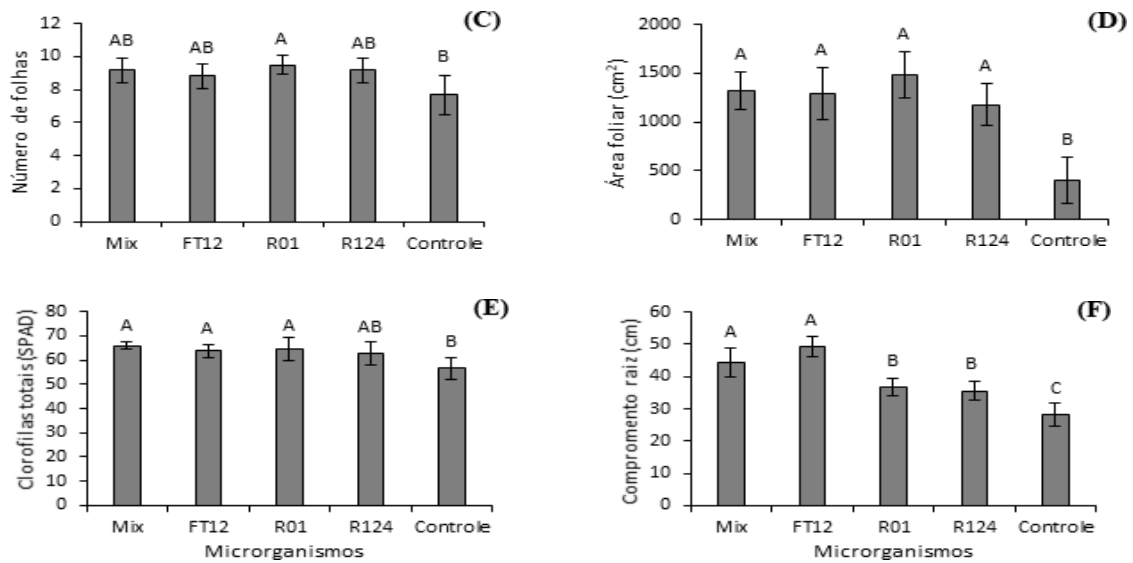 (C)
Número de folhas
12
10
8
6
4
2
0
AB
AB
A
AB
B
Mix
FT12
R01
R124
Controle
(D)
Área foliar (cm²)
2000
1500
1000
500
0
A
A
A
A
B
Mix
FT12
R01
R124
Controle
(E)
Clorofilas totais (SPAD)
80
70
60
50
40
30
20
10
0
A
A
A
AB
B
Mix
FT12
R01
R124
Controle
Microrganismos
(F)
Compromento raiz (cm)
60
50
40
30
20
10
0
A
A
B
B
C
Mix
FT12
R01
R124
Controle
Microrganismos